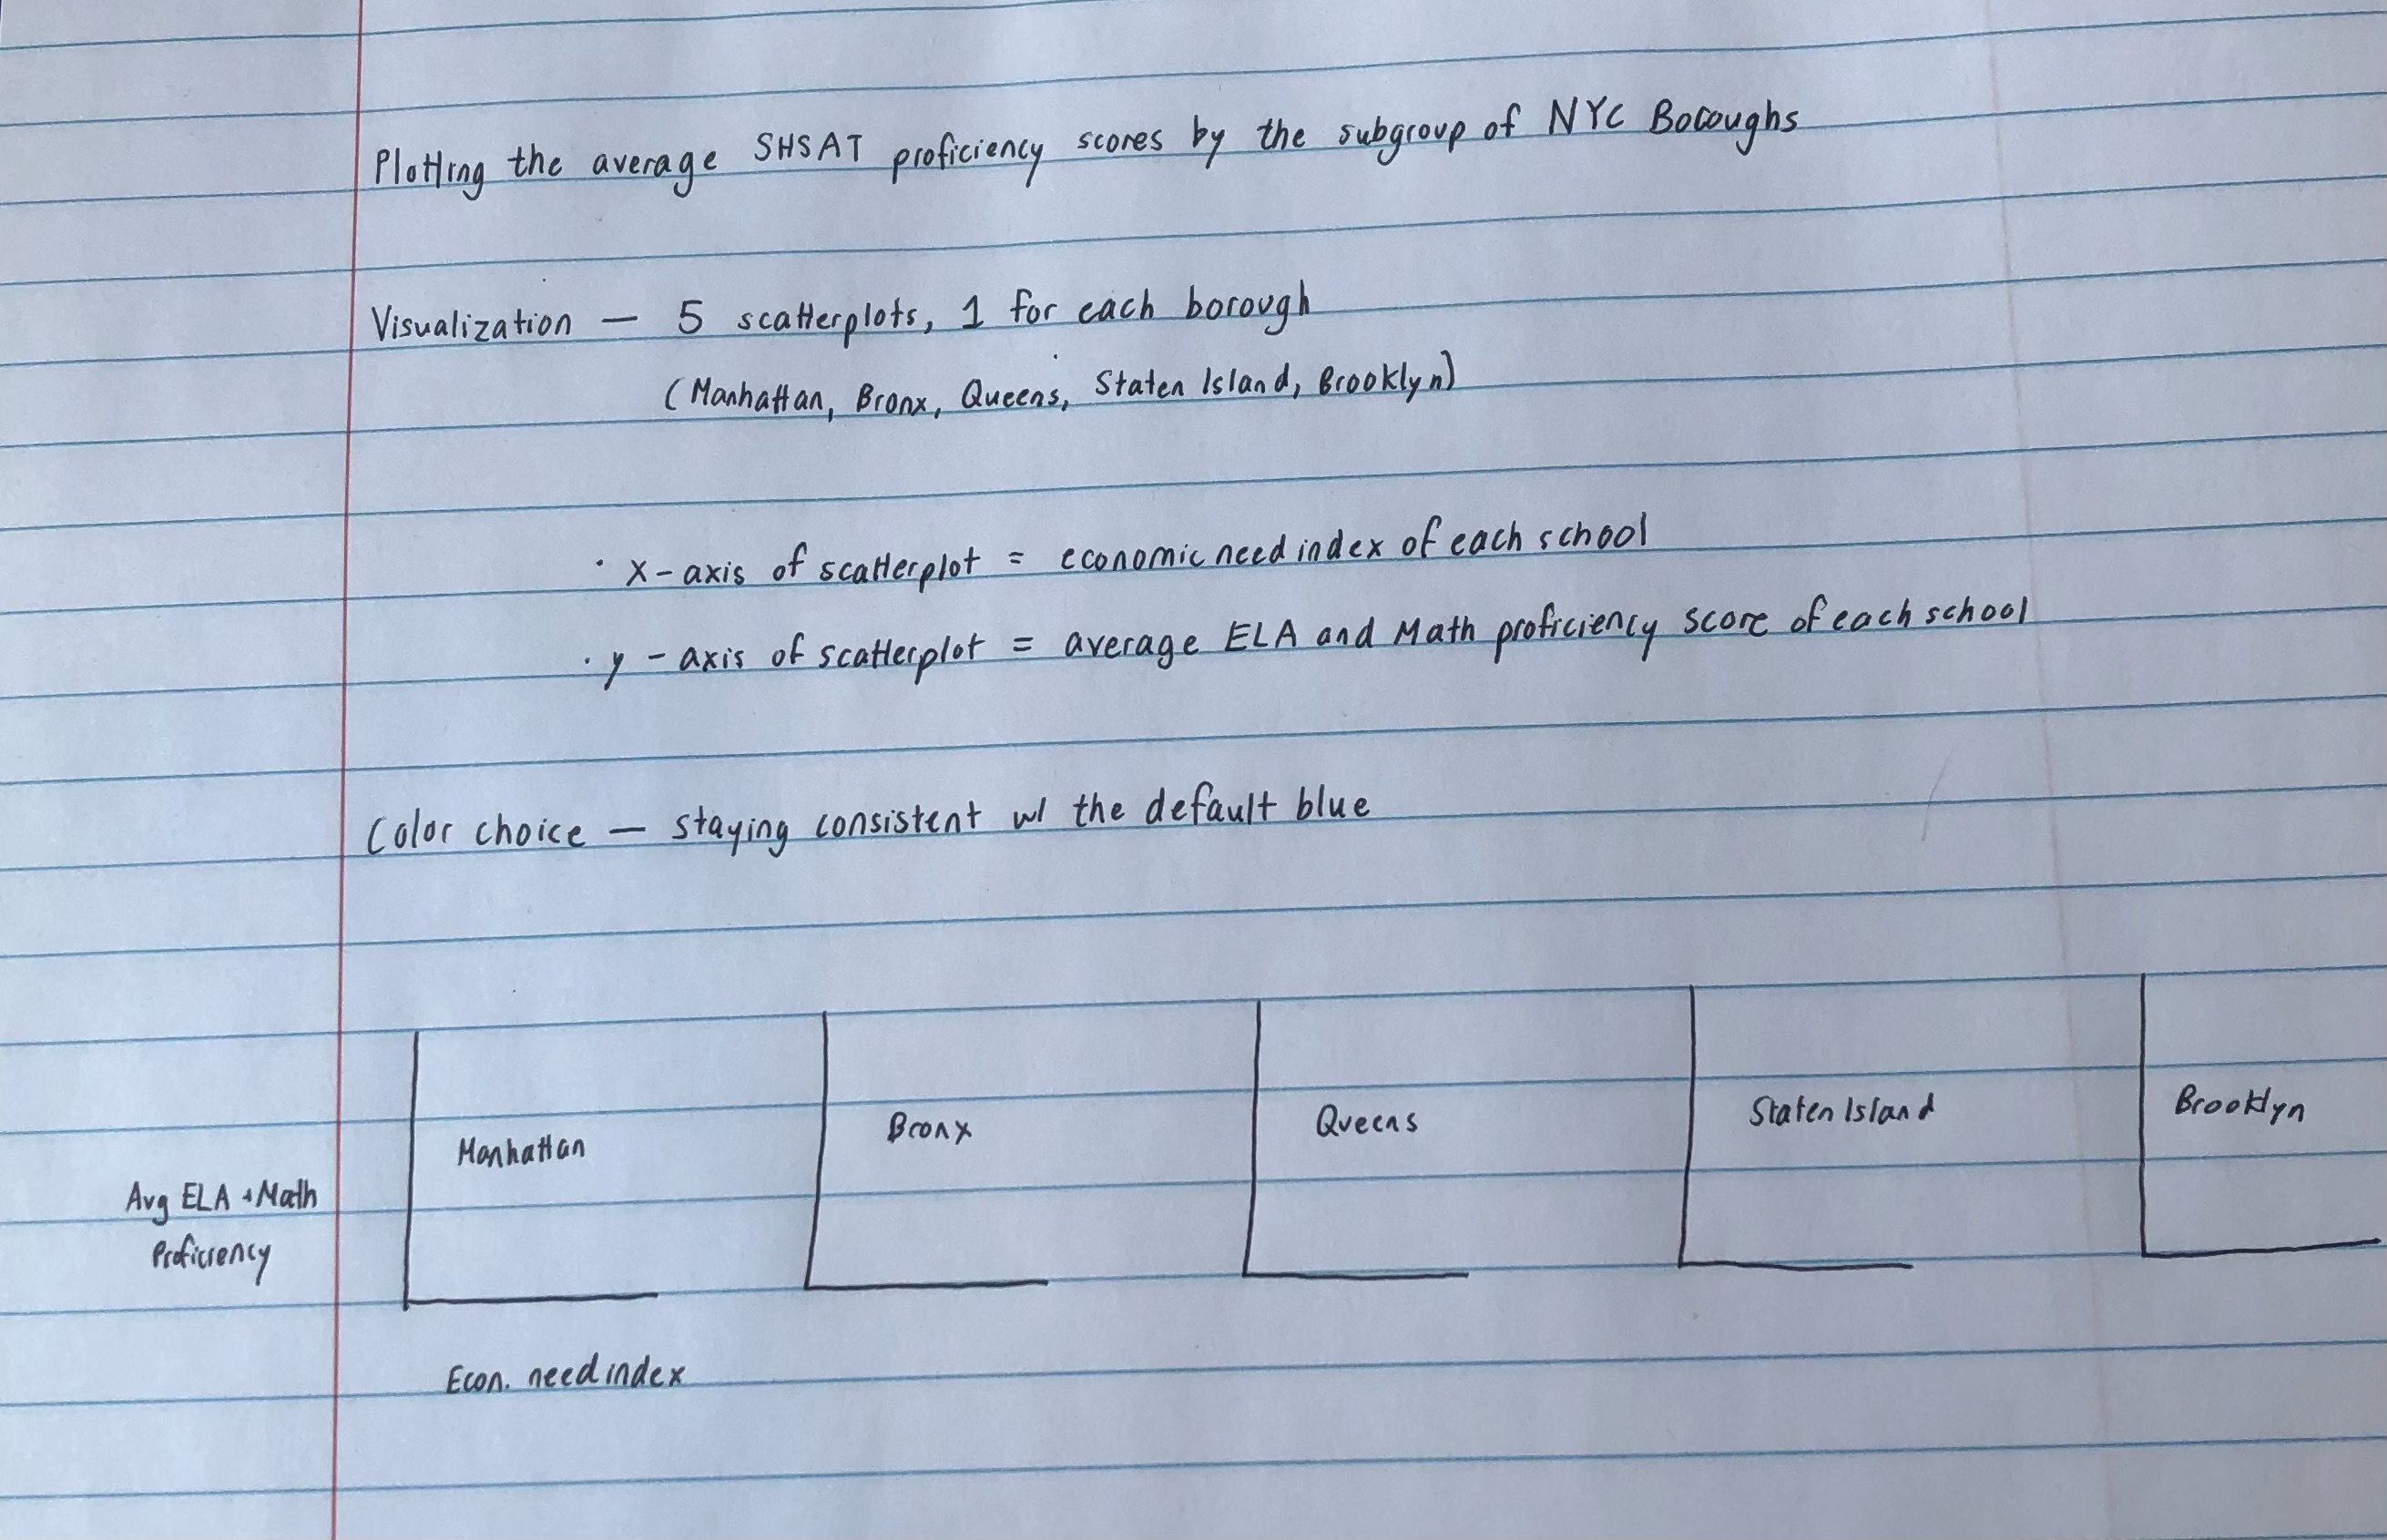 Plotting the average SHSAT proficiency scores by the subgroup of NYC Boroughs
Visualization — 5 scatterplots, 1 for each borough
(Manhattan, Bronx, Queens, Staten Island, Brooklyn)
· x-axis of scatterplot = economic need index of each school
· y-axis of scatterplot = average ELA and Math proficiency score of each school
Color choice — staying consistent w/ the default blue
Manhattan
Bronx
Queens
Staten Island
Brooklyn
Avg ELA + Math
Proficiency
Econ. need index